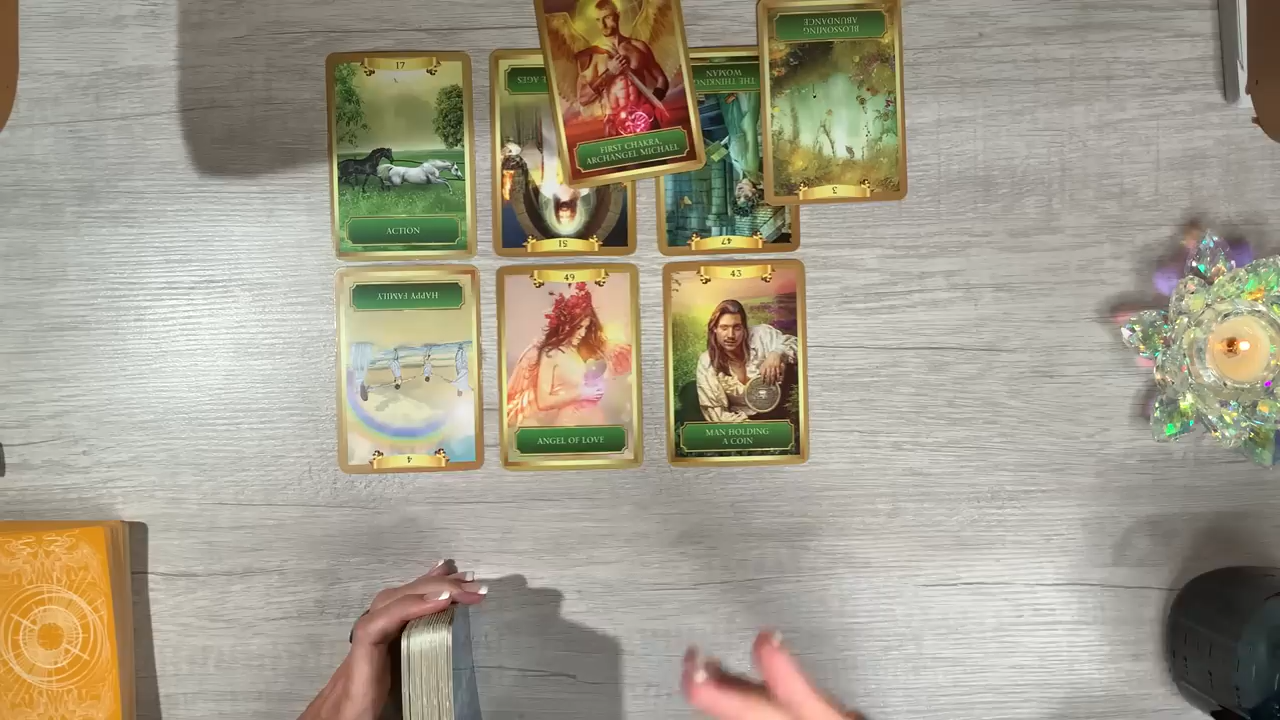 17
ACTION
E AGES
51
FIRST CHAKRA,
ARCHANGEL MICHAEL
THE THINKING
WOMAN
47
BLOSSOMING
ABUNDANCE
3
HAPPY FAMILY
4
49
ANGEL OF LOVE
43
MAN HOLDING
A COIN